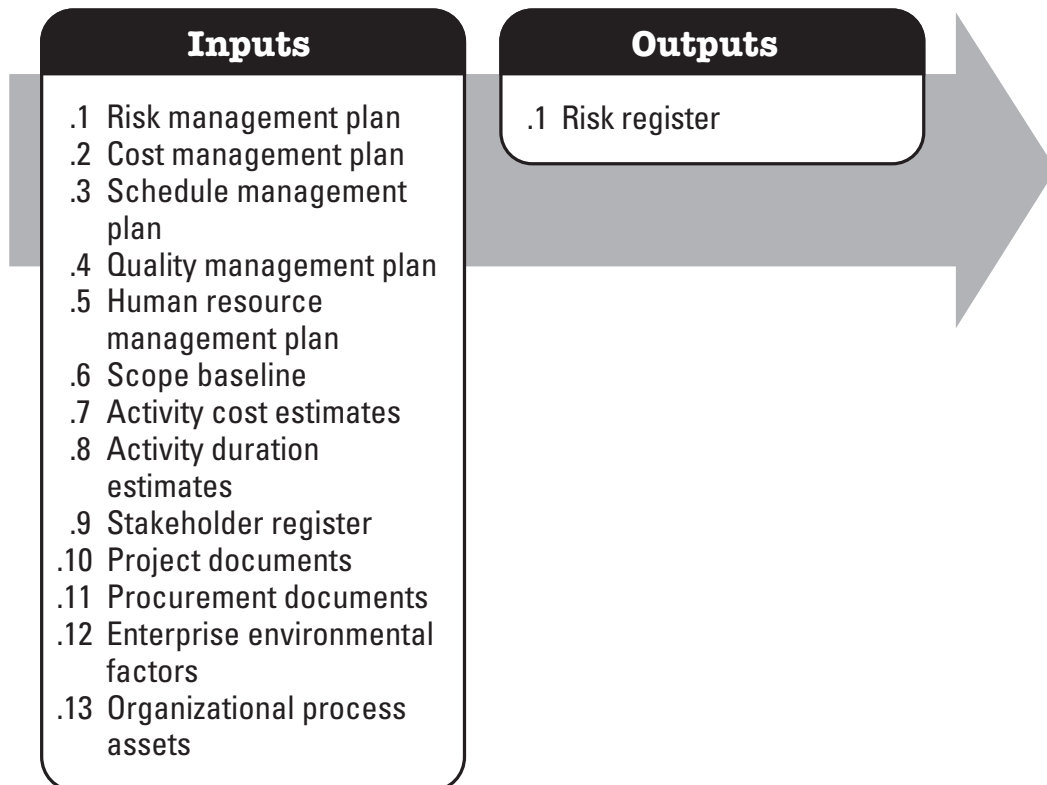 Inputs
.1 Risk management plan
.2 Cost management plan
.3 Schedule management
plan
.4 Quality management plan
.5 Human resource
management plan
.6 Scope baseline
.7 Activity cost estimates
.8 Activity duration
estimates
.9 Stakeholder register
.10 Project documents
.11 Procurement documents
.12 Enterprise environmental
factors
.13 Organizational process
assets
Outputs
.1 Risk register